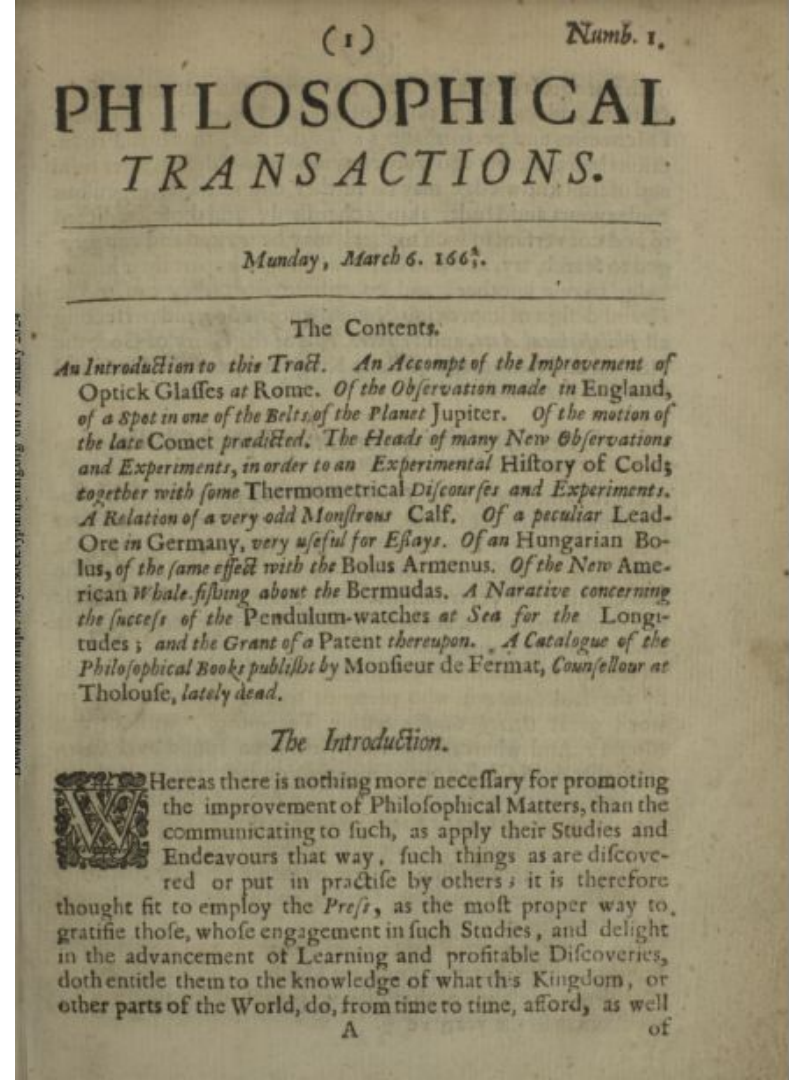 (1) Numb. 1.
PHILOSOPHICAL
TRANSACTIONS.
Munday, March 6. 166⅘.
The Contents.
An Introduction to this Tract. An Accompt of the Improvement of
Optick Glaſſes at Rome. Of the Obſervation made in England,
of a Spot in one of the Belts of the Planet Jupiter. Of the motion of
the late Comet prædicted. The Heads of many New Obſervations
and Experiments, in order to an Experimental Hiſtory of Cold;
together with ſome Thermometrical Diſcourſes and Experiments.
A Relation of a very odd Monſtrous Calf. Of a peculiar Lead-
Ore in Germany, very uſeful for Eſſays. Of an Hungarian Bo-
lus, of the ſame effect with the Bolus Armenus. Of the New Ame-
rican Whale-fiſhing about the Bermudas. A Narative concerning
the ſucceſs of the Pendulum-watches at Sea for the Longi-
tudes; and the Grant of a Patent thereupon. A Catalogue of the
Philoſophical Books publiſht by Monſieur de Fermat, Counſellour at
Tholouſe, lately dead.
The Introduction.
WHereas there is nothing more neceſſary for promoting
the improvement of Philoſophical Matters, than the
communicating to ſuch, as apply their Studies and
Endeavours that way, ſuch things as are diſcove-
red or put in practiſe by others; it is therefore
thought fit to employ the Preſs, as the moſt proper way to
gratifie thoſe, whoſe engagement in ſuch Studies, and delight
in the advancement of Learning and profitable Diſcoveries,
doth entitle them to the knowledge of what this Kingdom, or
other parts of the World, do, from time to time, afford, as well
A of